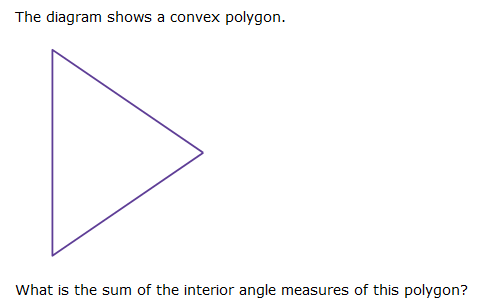 The diagram shows a convex polygon.
What is the sum of the interior angle measures of this polygon?